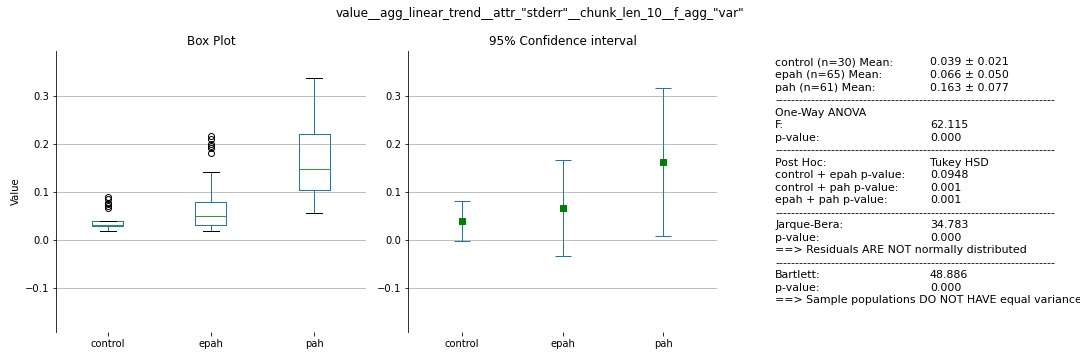 value__agg_linear_trend__attr_"stderr"__chunk_len_10__f_agg_"var"
Box Plot
Value
0.3
0.2
0.1
0.0
−0.1
control epah pah
95% Confidence interval
0.3
0.2
0.1
0.0
−0.1
control epah pah
control (n=30) Mean: 0.039 ± 0.021
epah (n=65) Mean: 0.066 ± 0.050
pah (n=61) Mean: 0.163 ± 0.077
One-Way ANOVA
F: 62.115
p-value: 0.000
Post Hoc: Tukey HSD
control + epah p-value: 0.0948
control + pah p-value: 0.001
epah + pah p-value: 0.001
Jarque-Bera: 34.783
p-value: 0.000
==> Residuals ARE NOT normally distributed
Bartlett: 48.886
p-value: 0.000
==> Sample populations DO NOT HAVE equal variance